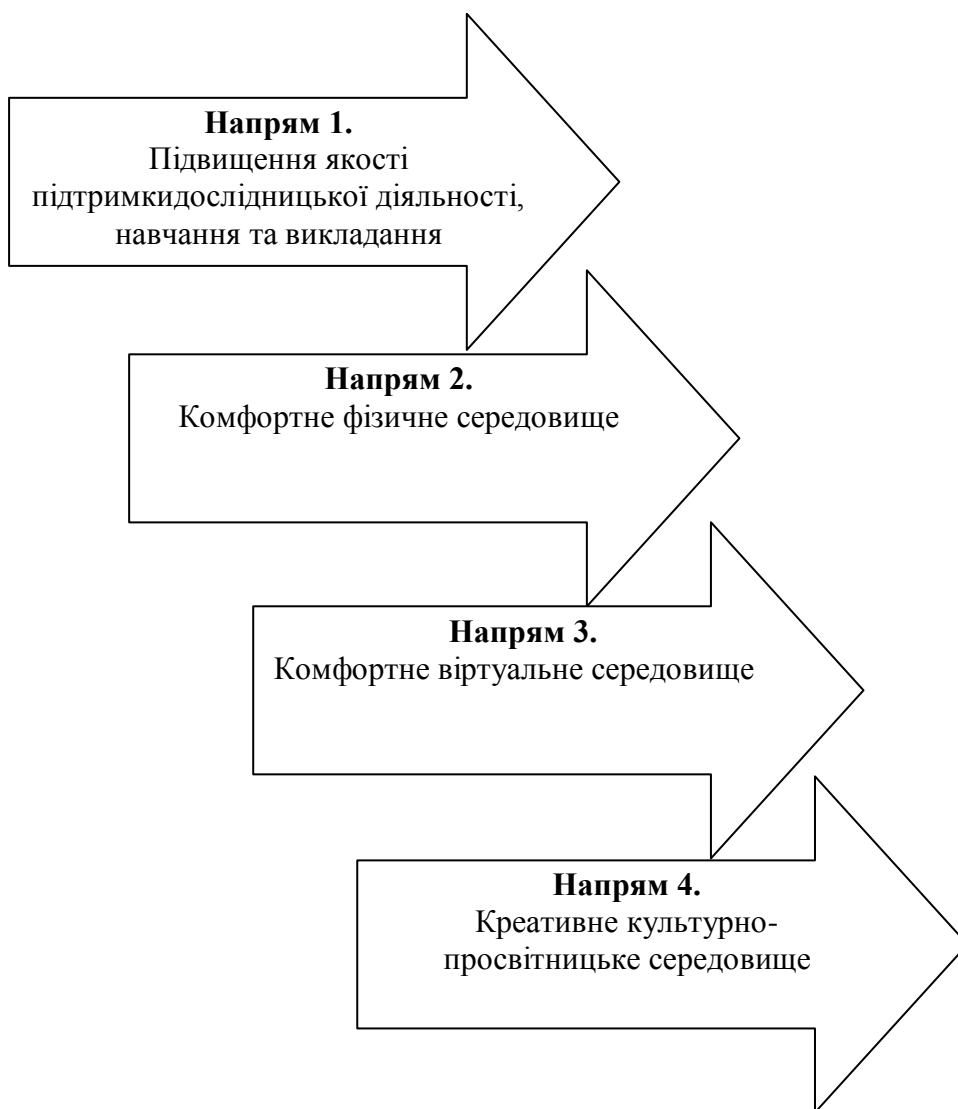 Напрям 1.
Підвищення якості
підтримкидослідницької діяльності,
навчання та викладання
Напрям 2.
Комфортне фізичне середовище
Напрям 3.
Комфортне віртуальне середовище
Напрям 4.
Креативне культурно-
просвітницьке середовище